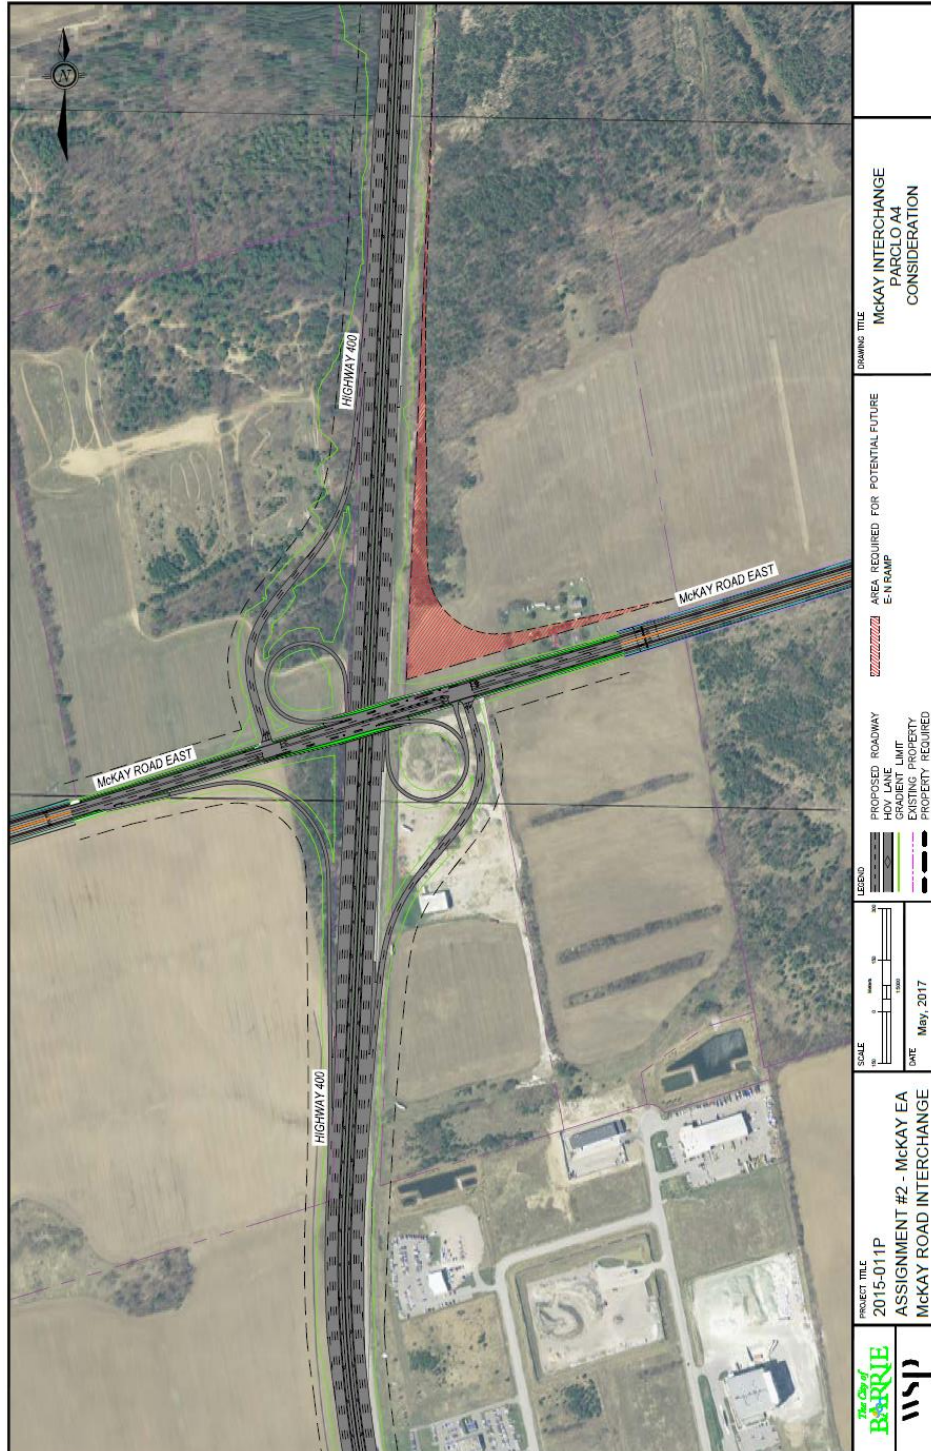 N
HIGHWAY 400
McKAY ROAD EAST
McKAY ROAD EAST
HIGHWAY 400
The City of
BARRIE
wsp
PROJECT TITLE
2015-011P
ASSIGNMENT #2 - McKAY EA
McKAY ROAD INTERCHANGE
SCALE
0
DATE
May, 2017
LEGEND
PROPOSED ROADWAY
HOV LANE
GRADIENT LIMIT
EXISTING PROPERTY
PROPERTY REQUIRED
AREA REQUIRED FOR POTENTIAL FUTURE
E-N RAMP
DRAWING TITLE
McKAY INTERCHANGE
PARCLO A4
CONSIDERATION